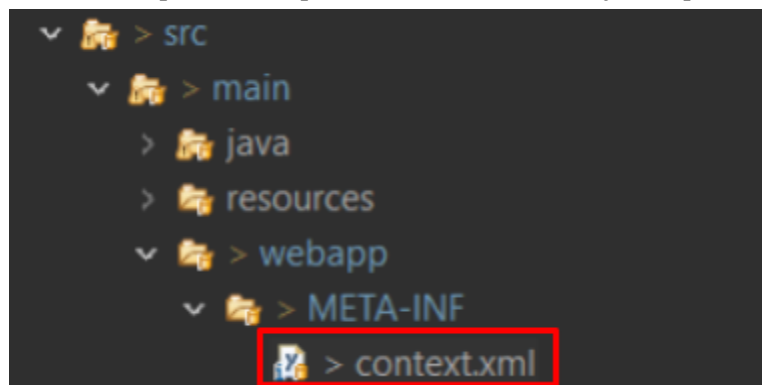 > src
> main
java
resources
> webapp
> META-INF
> context.xml